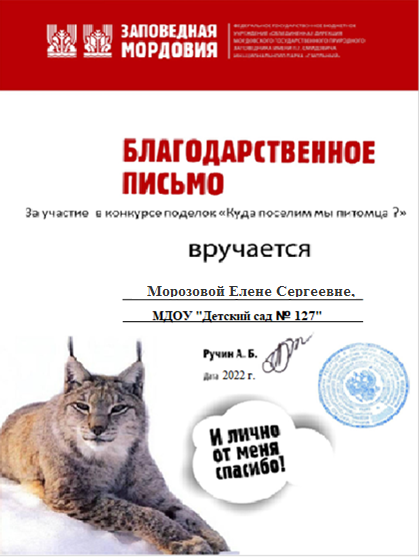 ЗАПОВЕДНАЯ
МОРДОВИЯ
ФЕДЕРАЛЬНОЕ ГОСУДАРСТВЕННОЕ БЮДЖЕТНОЕ
УЧРЕЖДЕНИЕ «ОБЪЕДИНЕННАЯ ДИРЕКЦИЯ
МОРДОВСКОГО ГОСУДАРСТВЕННОГО ПРИРОДНОГО
ЗАПОВЕДНИКА ИМЕНИ П.Г. СМИДОВИЧА
НАЦИОНАЛЬНОГО ПАРКА «СМОЛЬНЫЙ»
БЛАГОДАРСТВЕННОЕ
ПИСЬМО
За участие в конкурсе поделок «Куда поселим мы питомца ?»
вручается
Морозовой Елене Сергеевне,
МДОУ "Детский сад № 127"
Ручин А. Б.
Дата 2022 г.
И лично
от меня
спасибо!